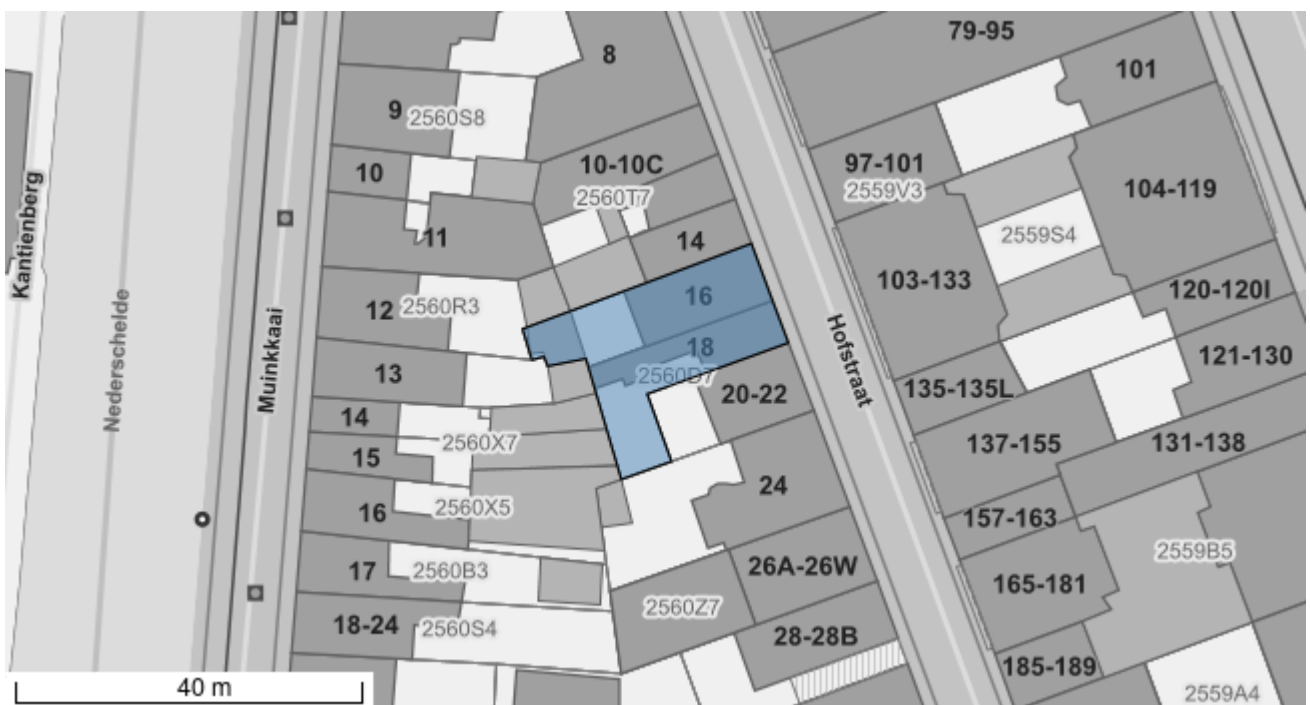 79-95
8
101
9
2560S8
10-10C
97-101
10
2559V3
104-119
2560T7
Kantienberg
11
14
2559S4
103-133
120-120I
12
2560R3
16
Nederschelde
Muinkkaai
18
Hofstraat
121-130
13
2560D7
20-22
135-135L
14
2560X7
137-155
131-138
15
24
2560X5
16
157-163
2559B5
17
2560B3
26A-26W
165-181
2560Z7
18-24
2560S4
28-28B
185-189
40 m
2559A4